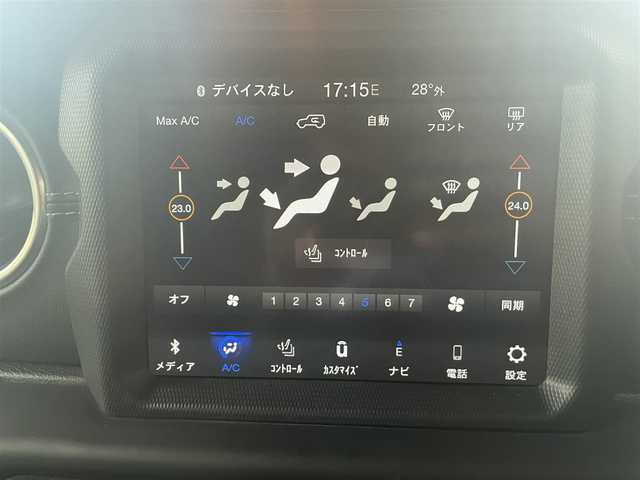 デバイスなし 17:15E 28°外
Max A/C A/C 自動 フロント リア
23.0 24.0
コントロール
オフ 1 2 3 4 5 6 7 同期
メディア A/C コントロール カスタマイズ E ナビ 電話 設定